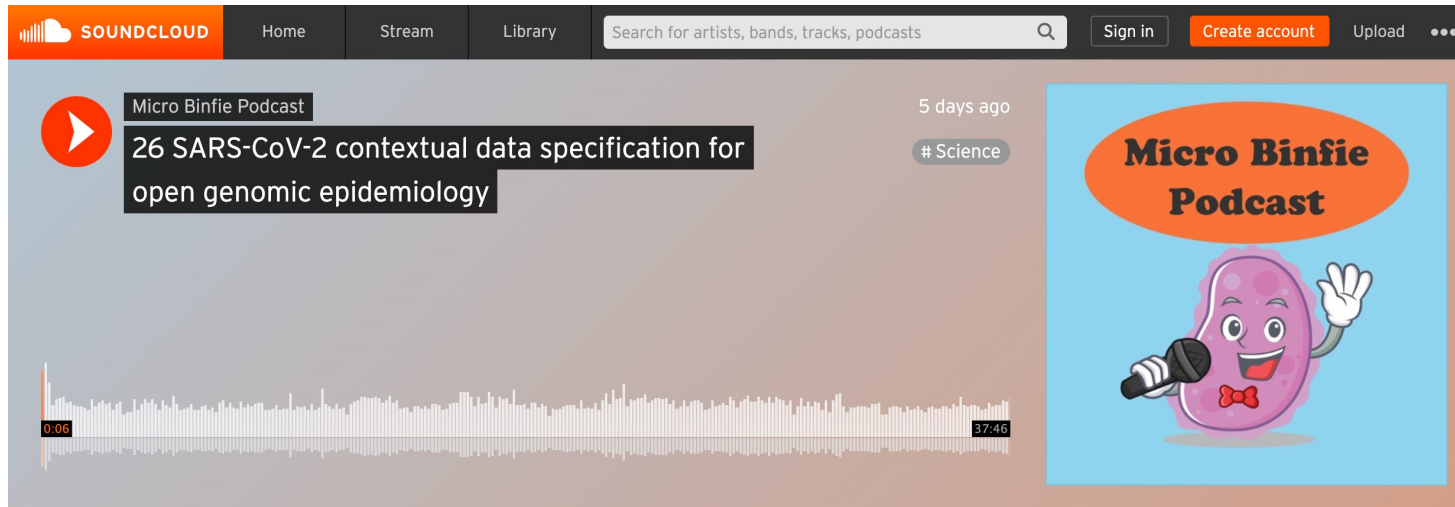 SOUNDCLOUD Home Stream Library Search for artists, bands, tracks, podcasts Sign in Create account Upload
Micro Binfie Podcast
5 days ago
26 SARS-CoV-2 contextual data specification for
open genomic epidemiology
# Science
0:06
37:46
Micro Binfie
Podcast